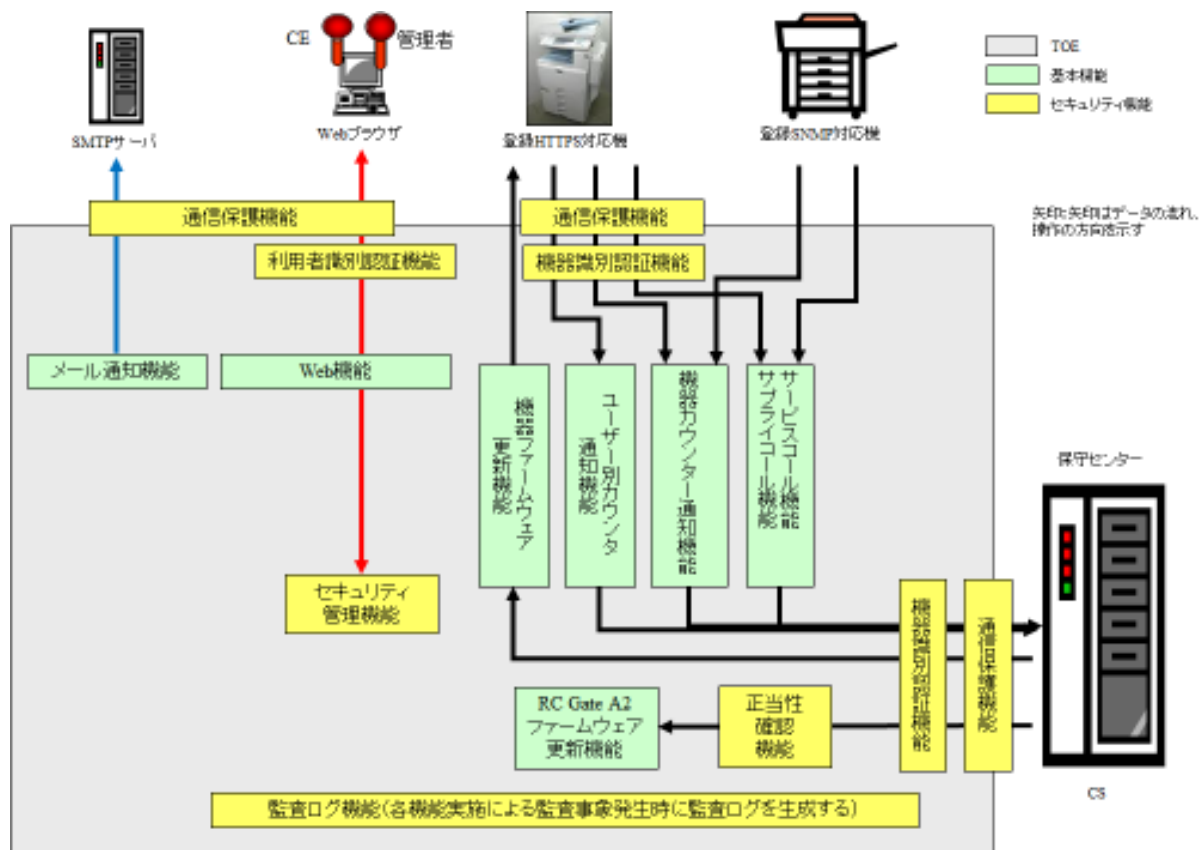 CE
管理者
SMTPサーバ
Webブラウザ
登録HTTPS対応機
登録SNMP対応機
TOE
基本機能
セキュリティ機能
矢印と矢印はデータの流れ、
操作の方向を示す
通信保護機能
通信保護機能
利用者識別認証機能
機器識別認証機能
メール通知機能
Web機能
機器ファームウェア
更新機能
ユーザー別カウンタ
通知機能
機器カウンター通知機能
サービスコール機能
サプライコール機能
保守センター
セキュリティ
管理機能
機器識別認証機能
通信保護機能
RC Gate A2
ファームウェア
更新機能
正当性
確認
機能
CS
監査ログ機能(各機能実施による監査事象発生時に監査ログを生成する)